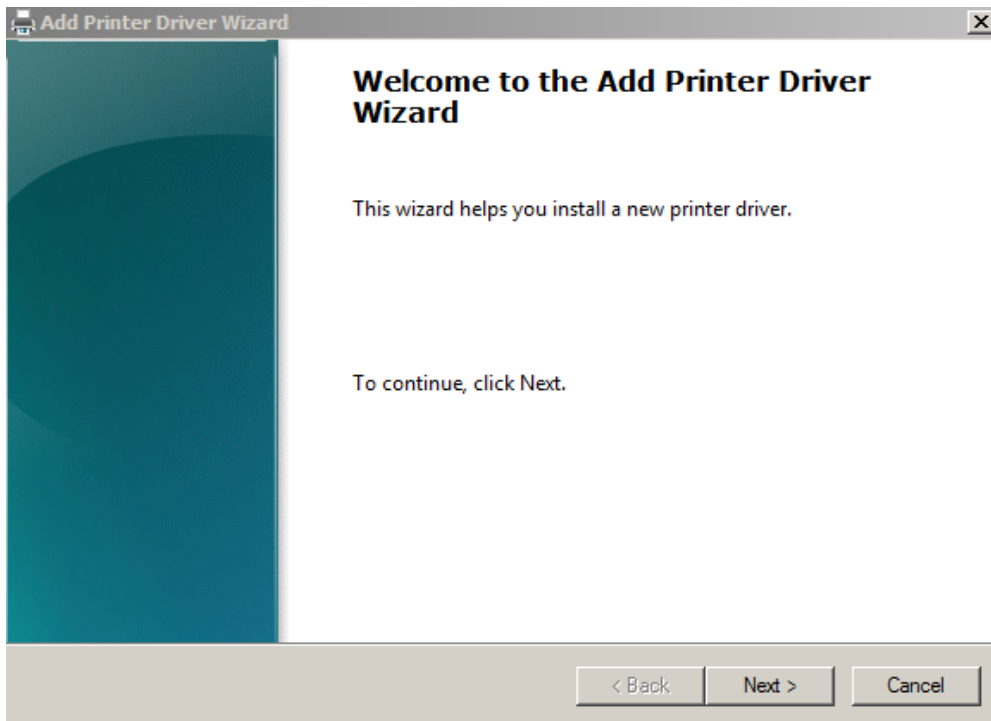 Add Printer Driver Wizard
Welcome to the Add Printer Driver
Wizard
This wizard helps you install a new printer driver.
To continue, click Next.
< Back
Next >
Cancel